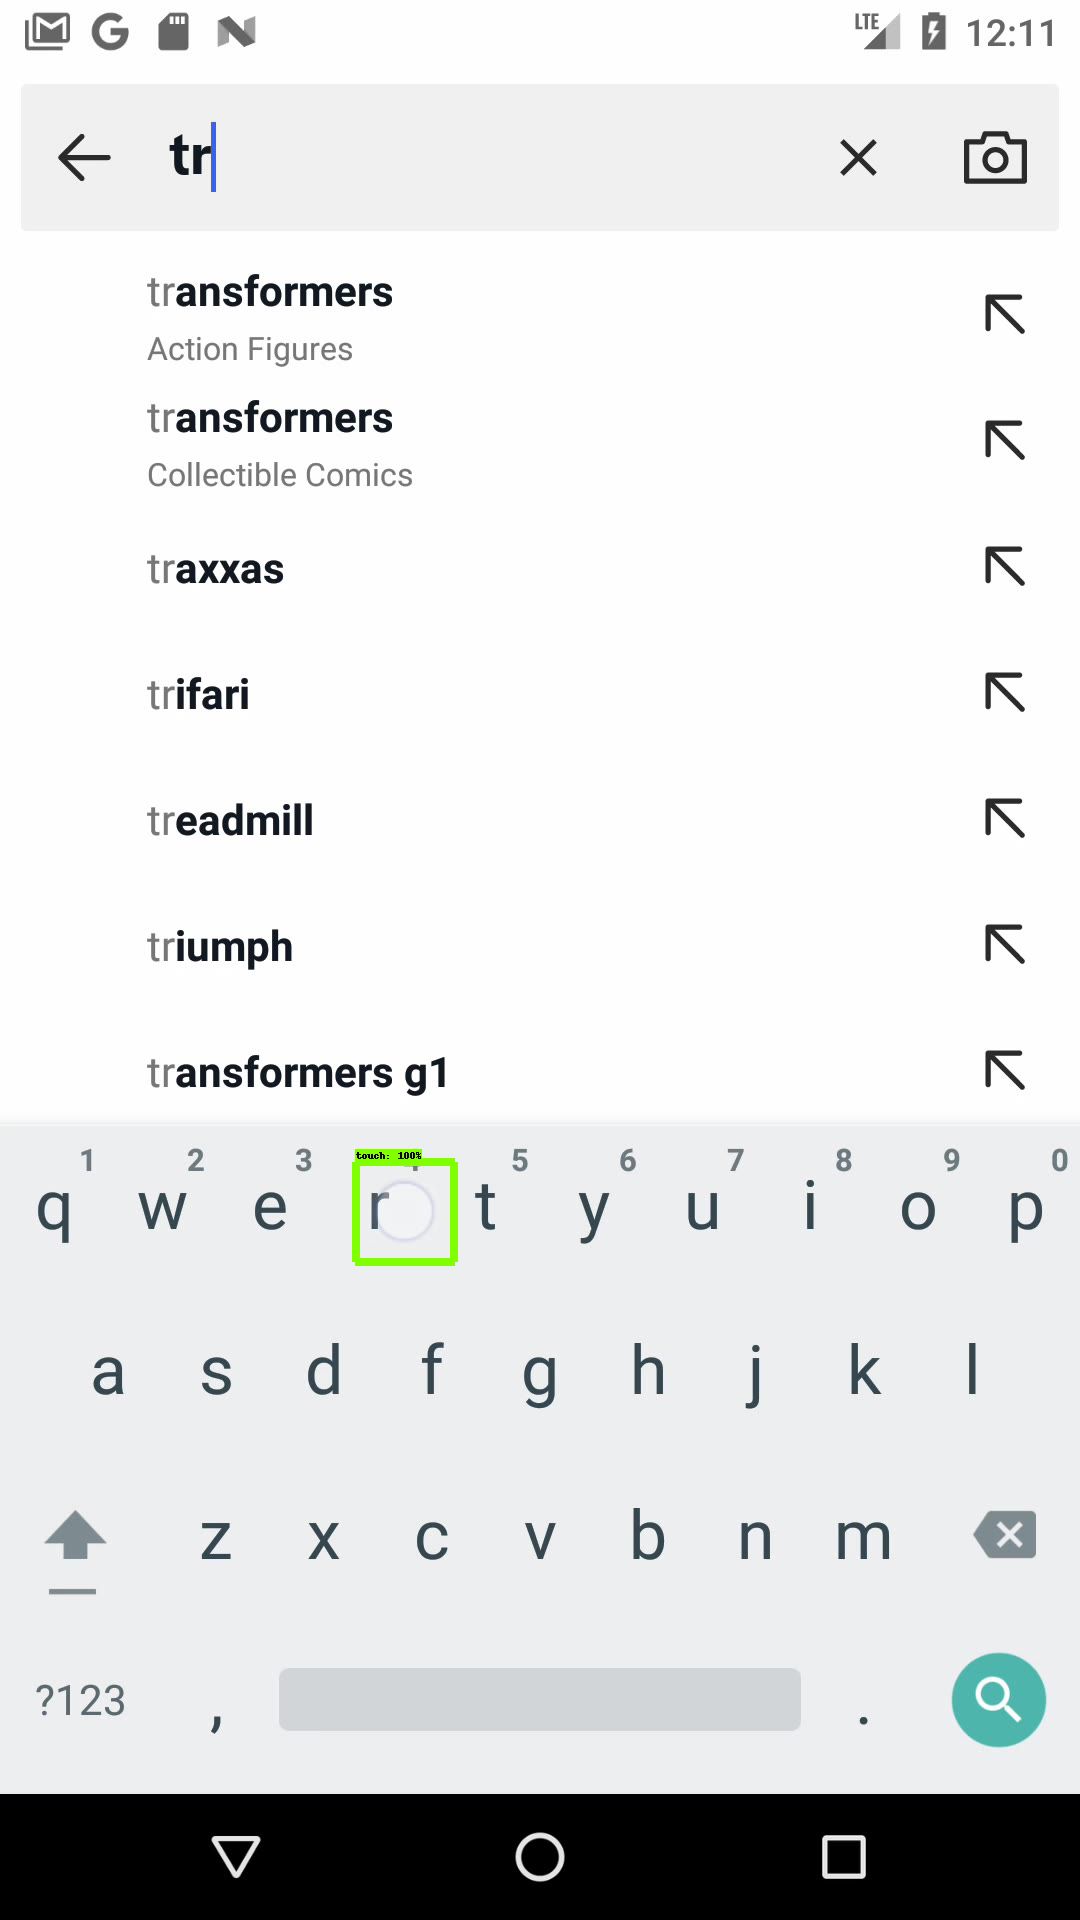 LTE 12:11
tr
transformers
Action Figures
transformers
Collectible Comics
traxxas
trifari
treadmill
triumph
transformers g1
1 2 3 5 6 7 8 9 0
touch: 100%
q w e r t y u i o p
a s d f g h j k l
z x c v b n m
?123 , .